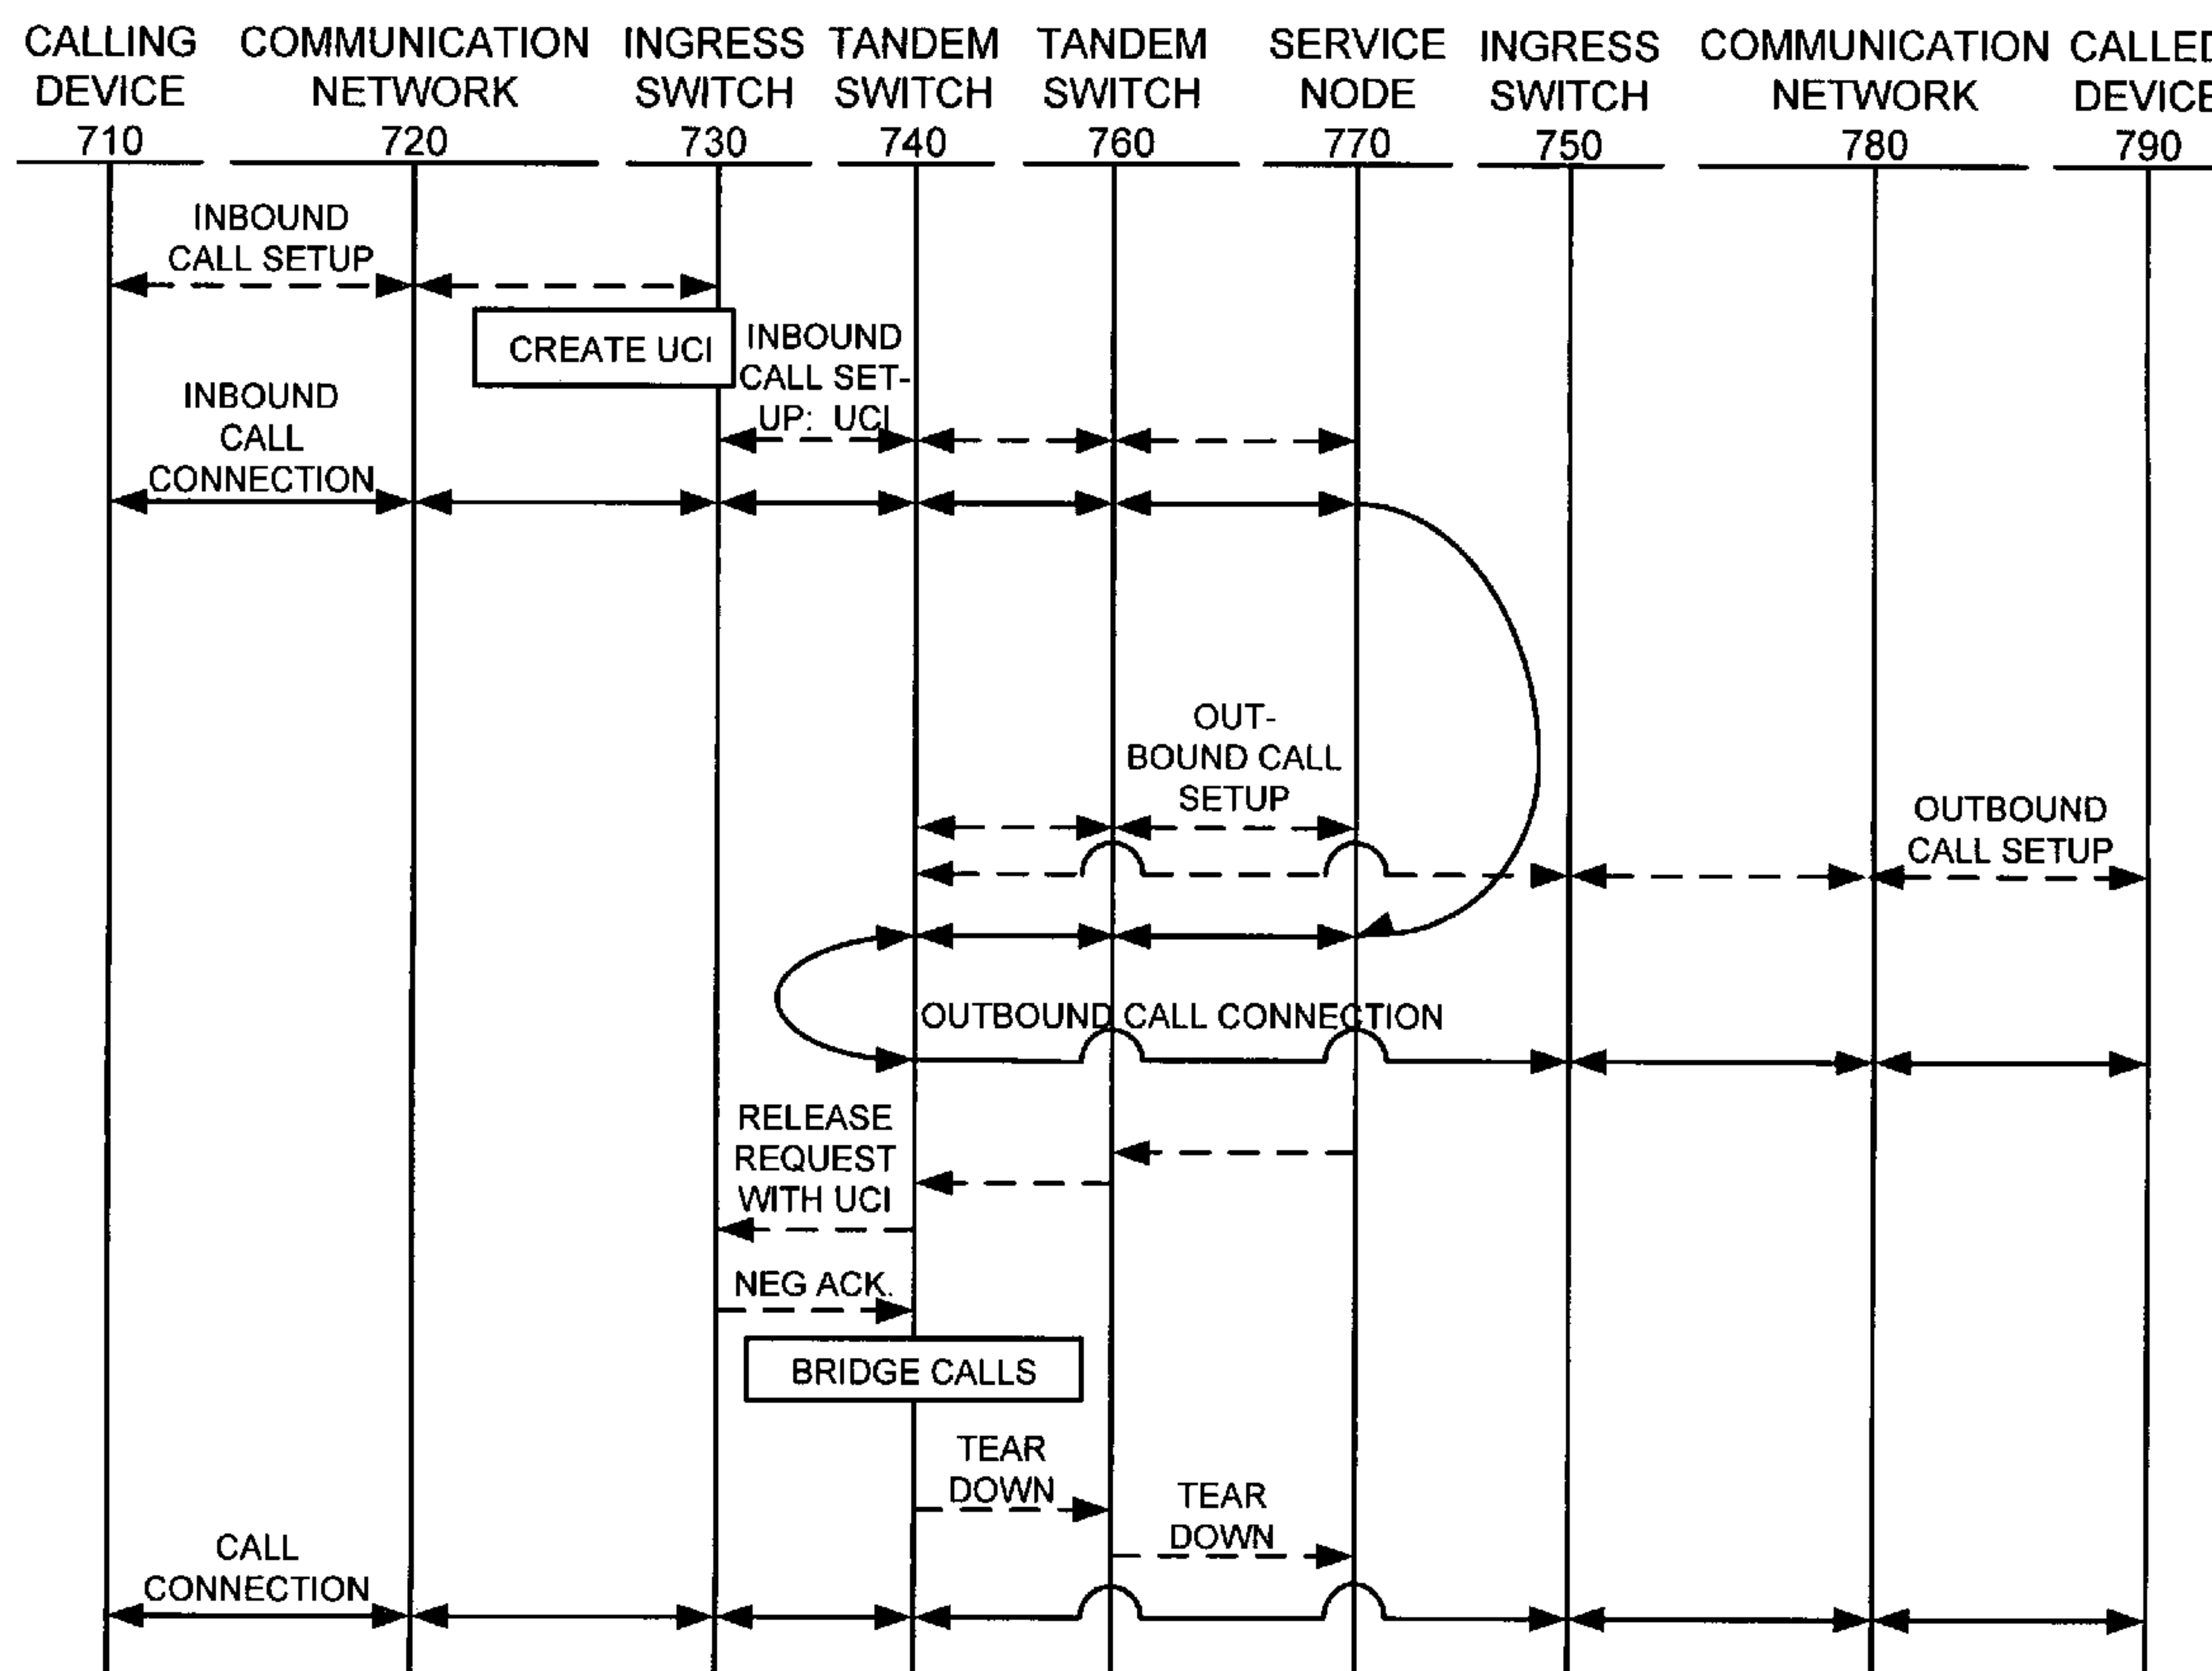 CALLING COMMUNICATION INGRESS TANDEM TANDEM SERVICE INGRESS COMMUNICATION CALLED
DEVICE NETWORK SWITCH SWITCH SWITCH NODE SWITCH NETWORK DEVICE
710 720 730 740 760 770 750 780 790
INBOUND
CALL SETUP
CREATE UCI
INBOUND
CALL SET-
UP: UCI
INBOUND
CALL
CONNECTION
OUT-
BOUND CALL
SETUP
OUTBOUND
CALL SETUP
OUTBOUND CALL CONNECTION
RELEASE
REQUEST
WITH UCI
NEG ACK.
BRIDGE CALLS
TEAR
DOWN
TEAR
DOWN
CALL
CONNECTION